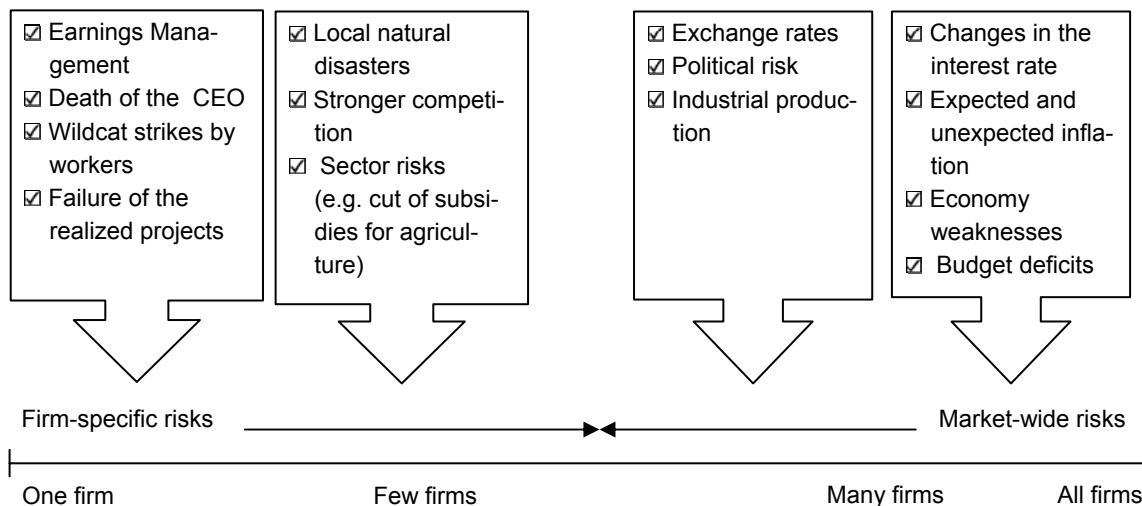 ☑ Earnings Mana-
gement
☑ Death of the CEO
☑ Wildcat strikes by
workers
☑ Failure of the
realized projects
☑ Local natural
disasters
☑ Stronger competi-
tion
☑ Sector risks
(e.g. cut of subsi-
dies for agricul-
ture)
☑ Exchange rates
☑ Political risk
☑ Industrial produc-
tion
☑ Changes in the
interest rate
☑ Expected and
unexpected infla-
tion
☑ Economy
weaknesses
☑ Budget deficits
Firm-specific risks
Market-wide risks
One firm
Few firms
Many firms
All firms